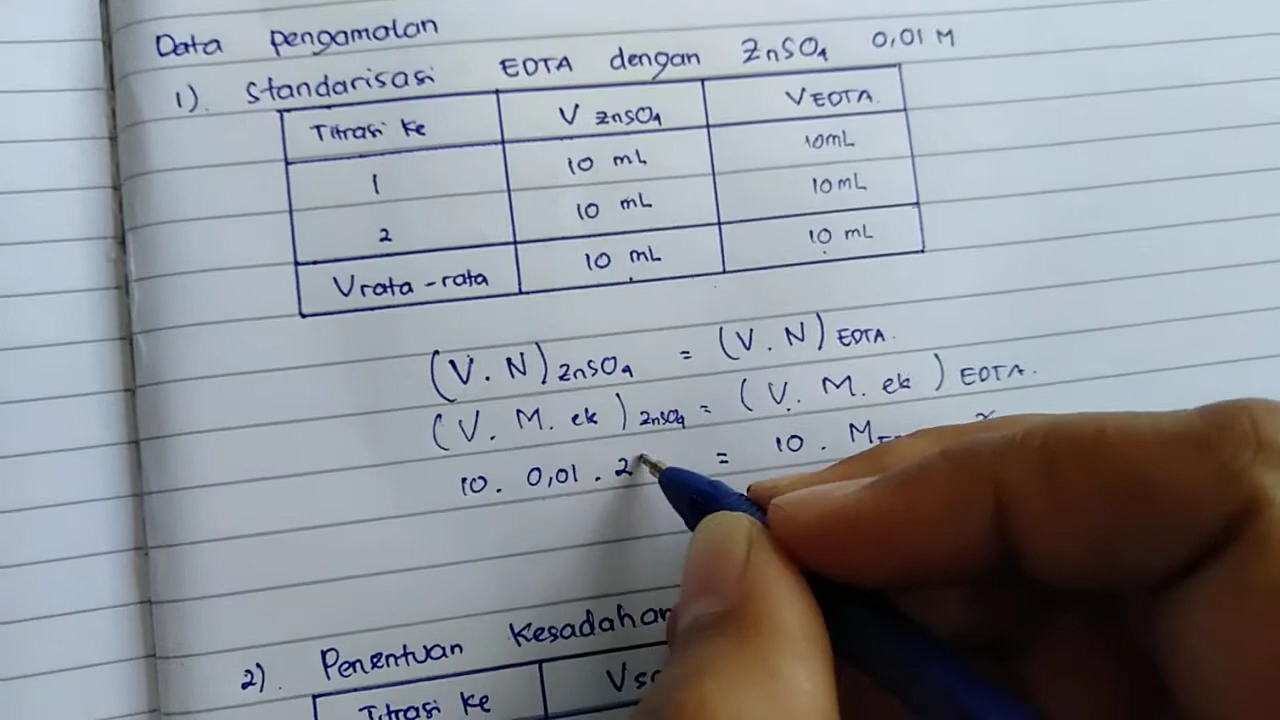 Data pengamatan
1). Standarisasi EDTA dengan ZnSO4 0,01 M
Titrasi ke V ZnSO4 V EDTA.
1 10 mL 10 mL
2 10 mL 10 mL
V rata-rata 10 mL 10 mL
(V. N) ZnSO4 = (V. N) EDTA.
(V. M. ek) ZnSO4 = (V. M. ek) EDTA.
10. 0,01. 2 = 10. M
2). Penentuan Kesadahan
Titrasi ke